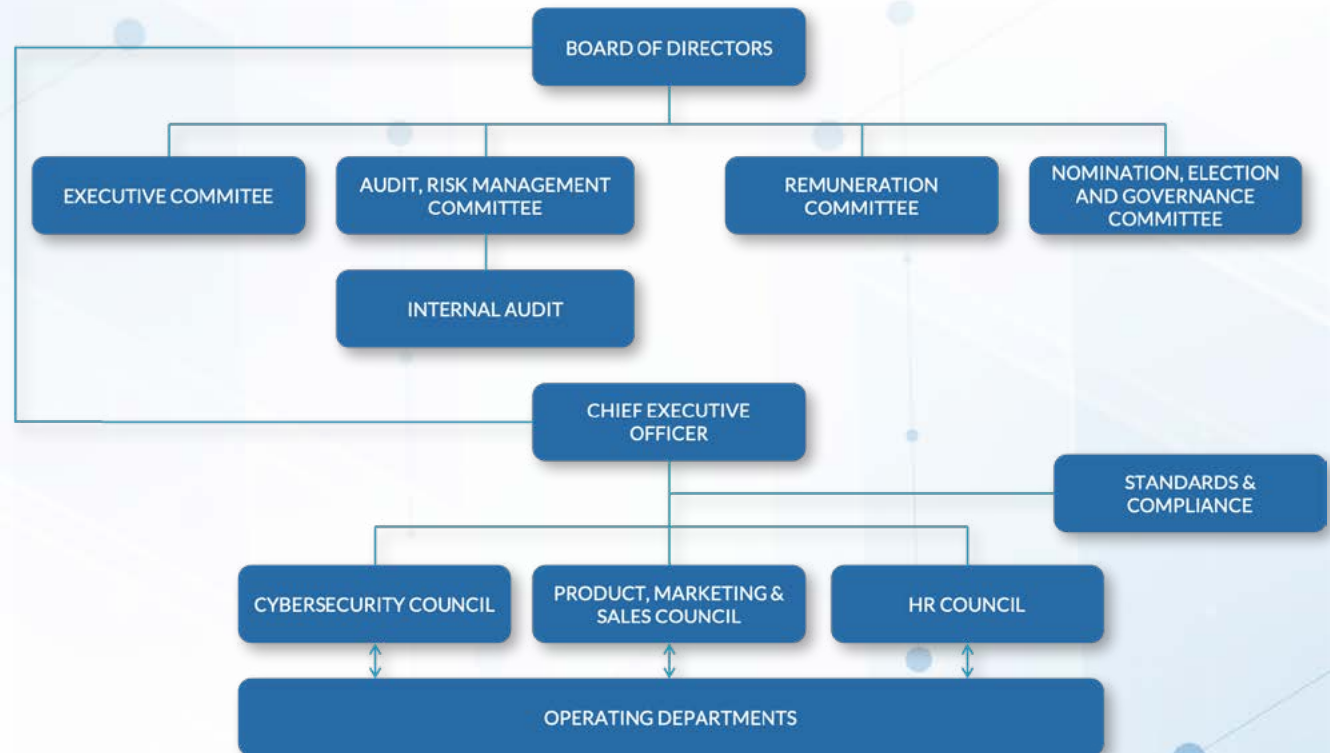 BOARD OF DIRECTORS
EXECUTIVE COMMITEE
AUDIT, RISK MANAGEMENT
COMMITTEE
REMUNERATION
COMMITTEE
NOMINATION, ELECTION
AND GOVERNANCE
COMMITTEE
INTERNAL AUDIT
CHIEF EXECUTIVE
OFFICER
STANDARDS &
COMPLIANCE
CYBERSECURITY COUNCIL
PRODUCT, MARKETING &
SALES COUNCIL
HR COUNCIL
OPERATING DEPARTMENTS